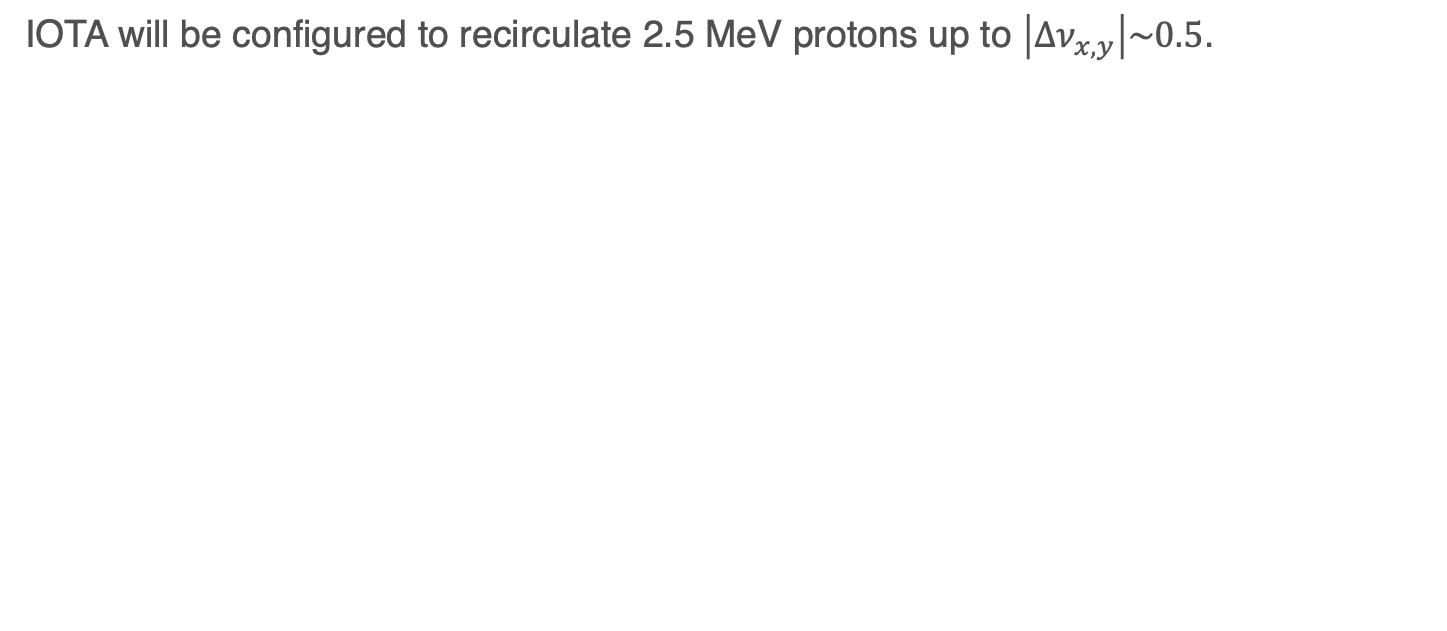 IOTA will be configured to recirculate 2.5 MeV protons up to |Δν_{x,y}|~0.5.